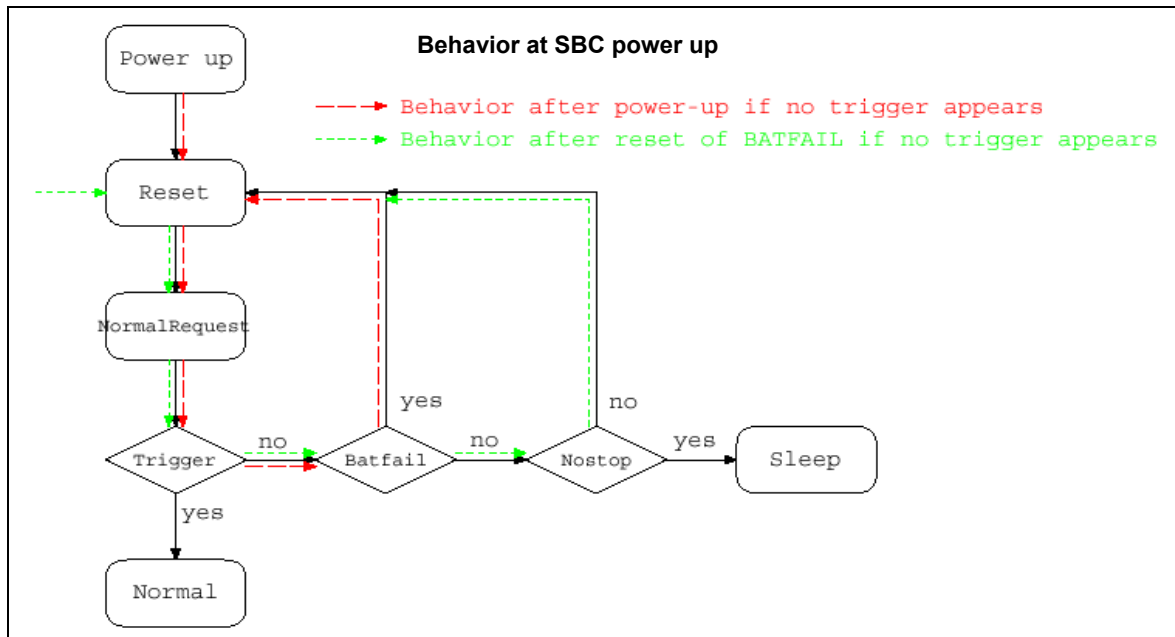 Behavior at SBC power up
Power up
Behavior after power-up if no trigger appears
Behavior after reset of BATFAIL if no trigger appears
Reset
NormalRequest
yes
no
Trigger
no
Batfail
no
Nostop
yes
Sleep
yes
Normal